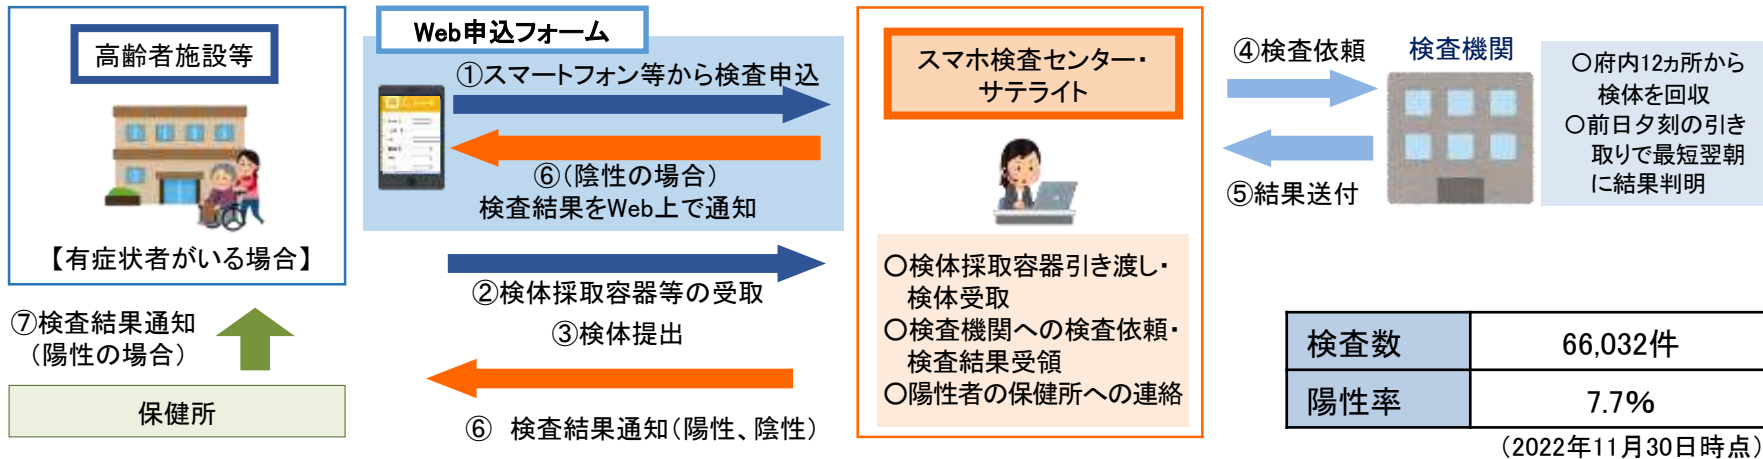 高齢者施設等
【有症状者がいる場合】
⑦検査結果通知
（陽性の場合）
保健所
Web申込フォーム
①スマートフォン等から検査申込
⑥（陰性の場合）
検査結果をWeb上で通知
②検体採取容器等の受取
③検体提出
⑥　検査結果通知（陽性、陰性）
スマホ検査センター・
サテライト
〇検体採取容器引き渡し・
検体受取
〇検査機関への検査依頼・
検査結果受領
〇陽性者の保健所への連絡
④検査依頼
⑤結果送付
検査機関
〇府内12ヵ所から
検体を回収
〇前日夕刻の引き
取りで最短翌朝
に結果判明
検査数　66,032件
陽性率　7.7%
（2022年11月30日時点）